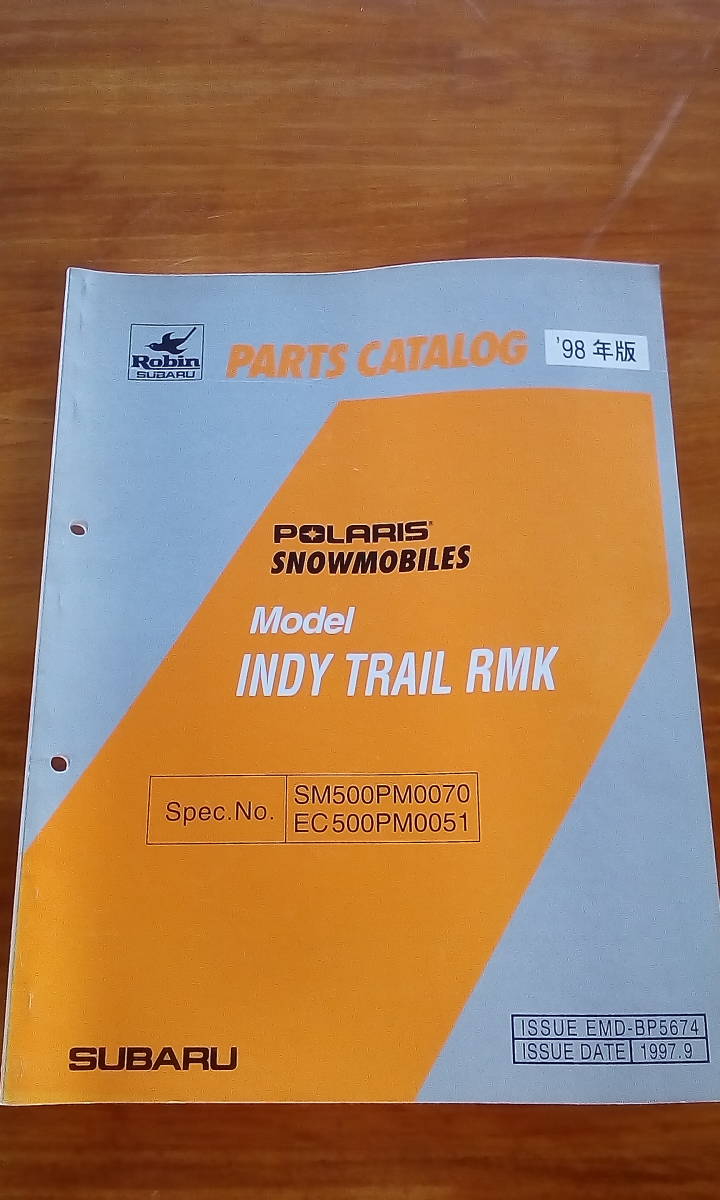 Robin
SUBARU
PARTS CATALOG
'98 年版
POLARIS®
SNOWMOBILES
Model
INDY TRAIL RMK
Spec.No.
SM500PM0070
EC500PM0051
ISSUE EMD-BP5674
ISSUE DATE 1997.9
SUBARU